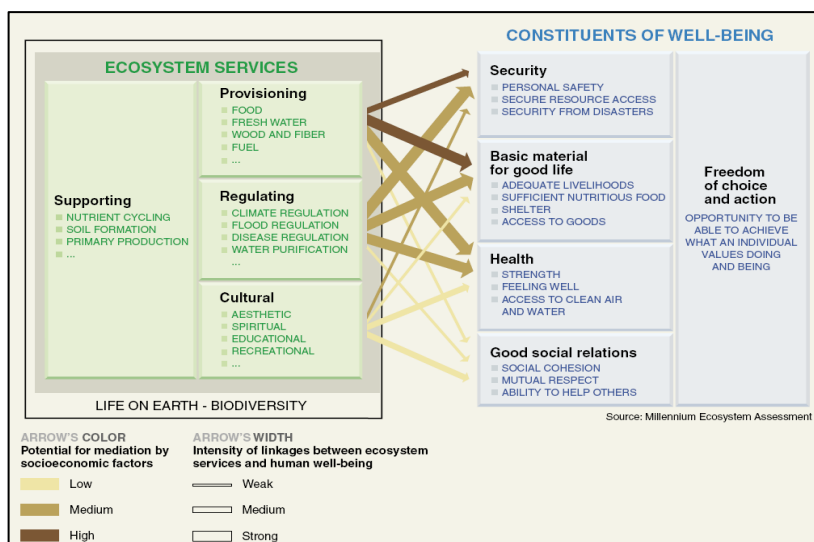 CONSTITUENTS OF WELL-BEING
ECOSYSTEM SERVICES
Supporting
NUTRIENT CYCLING
SOIL FORMATION
PRIMARY PRODUCTION
...
Provisioning
FOOD
FRESH WATER
WOOD AND FIBER
FUEL
...
Regulating
CLIMATE REGULATION
FLOOD REGULATION
DISEASE REGULATION
WATER PURIFICATION
...
Cultural
AESTHETIC
SPIRITUAL
EDUCATIONAL
RECREATIONAL
...
LIFE ON EARTH - BIODIVERSITY
Security
PERSONAL SAFETY
SECURE RESOURCE ACCESS
SECURITY FROM DISASTERS
Basic material
for good life
ADEQUATE LIVELIHOODS
SUFFICIENT NUTRITIOUS FOOD
SHELTER
ACCESS TO GOODS
Health
STRENGTH
FEELING WELL
ACCESS TO CLEAN AIR
AND WATER
Good social relations
SOCIAL COHESION
MUTUAL RESPECT
ABILITY TO HELP OTHERS
Freedom
of choice
and action
OPPORTUNITY TO BE
ABLE TO ACHIEVE
WHAT AN INDIVIDUAL
VALUES DOING
AND BEING
Source: Millennium Ecosystem Assessment
ARROW'S COLOR
Potential for mediation by
socioeconomic factors
Low
Medium
High
ARROW'S WIDTH
Intensity of linkages between ecosystem
services and human well-being
Weak
Medium
Strong